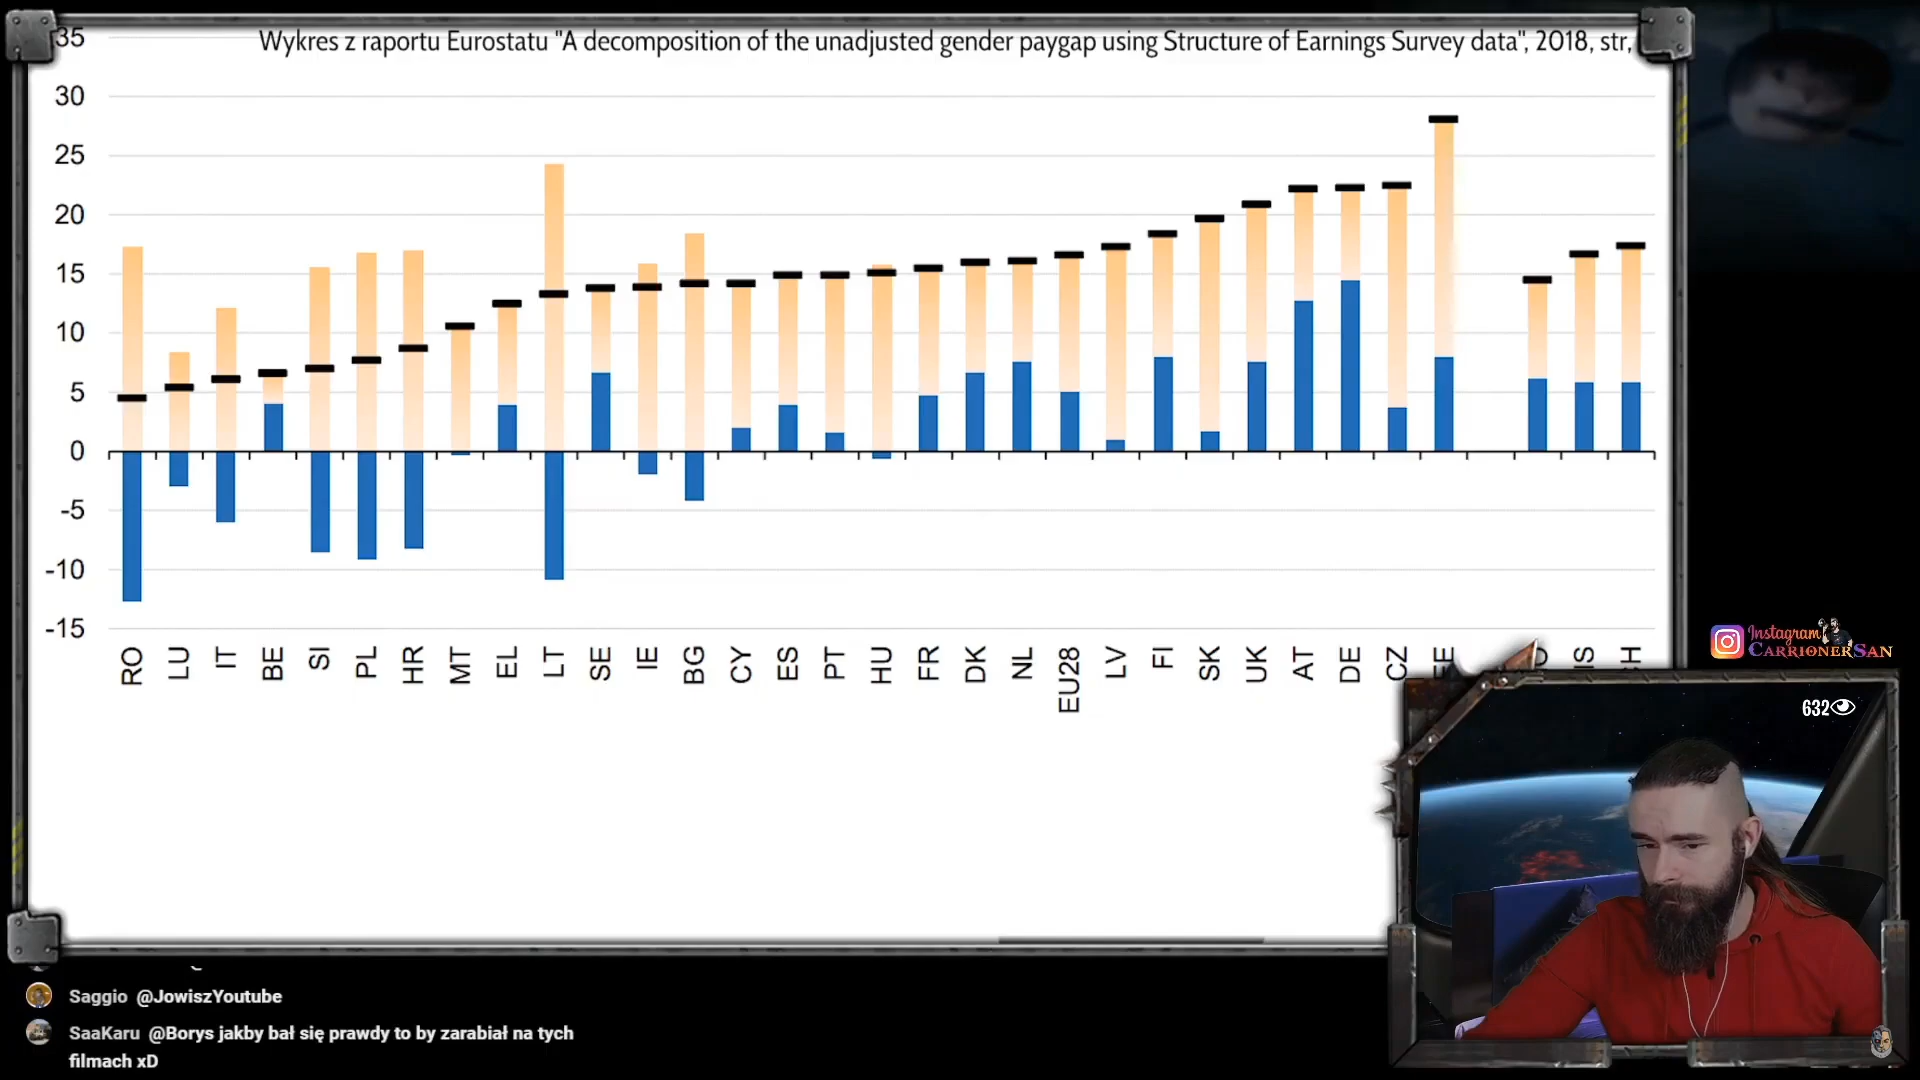 Wykres z raportu Eurostatu "A decomposition of the unadjusted gender paygap using Structure of Earnings Survey data", 2018, str,
35
30
25
20
15
10
5
0
-5
-10
-15
RO LU IT BE SI PL HR MT EL LT SE IE BG CY ES PT HU FR DK NL EU28 LV FI SK UK AT DE CZ EE IS
Instagram
CARRIONERSAN
632
Saggio @JowiszYoutube
SaaKaru @Borys jakby bał się prawdy to by zarabiał na tych
filmach xD